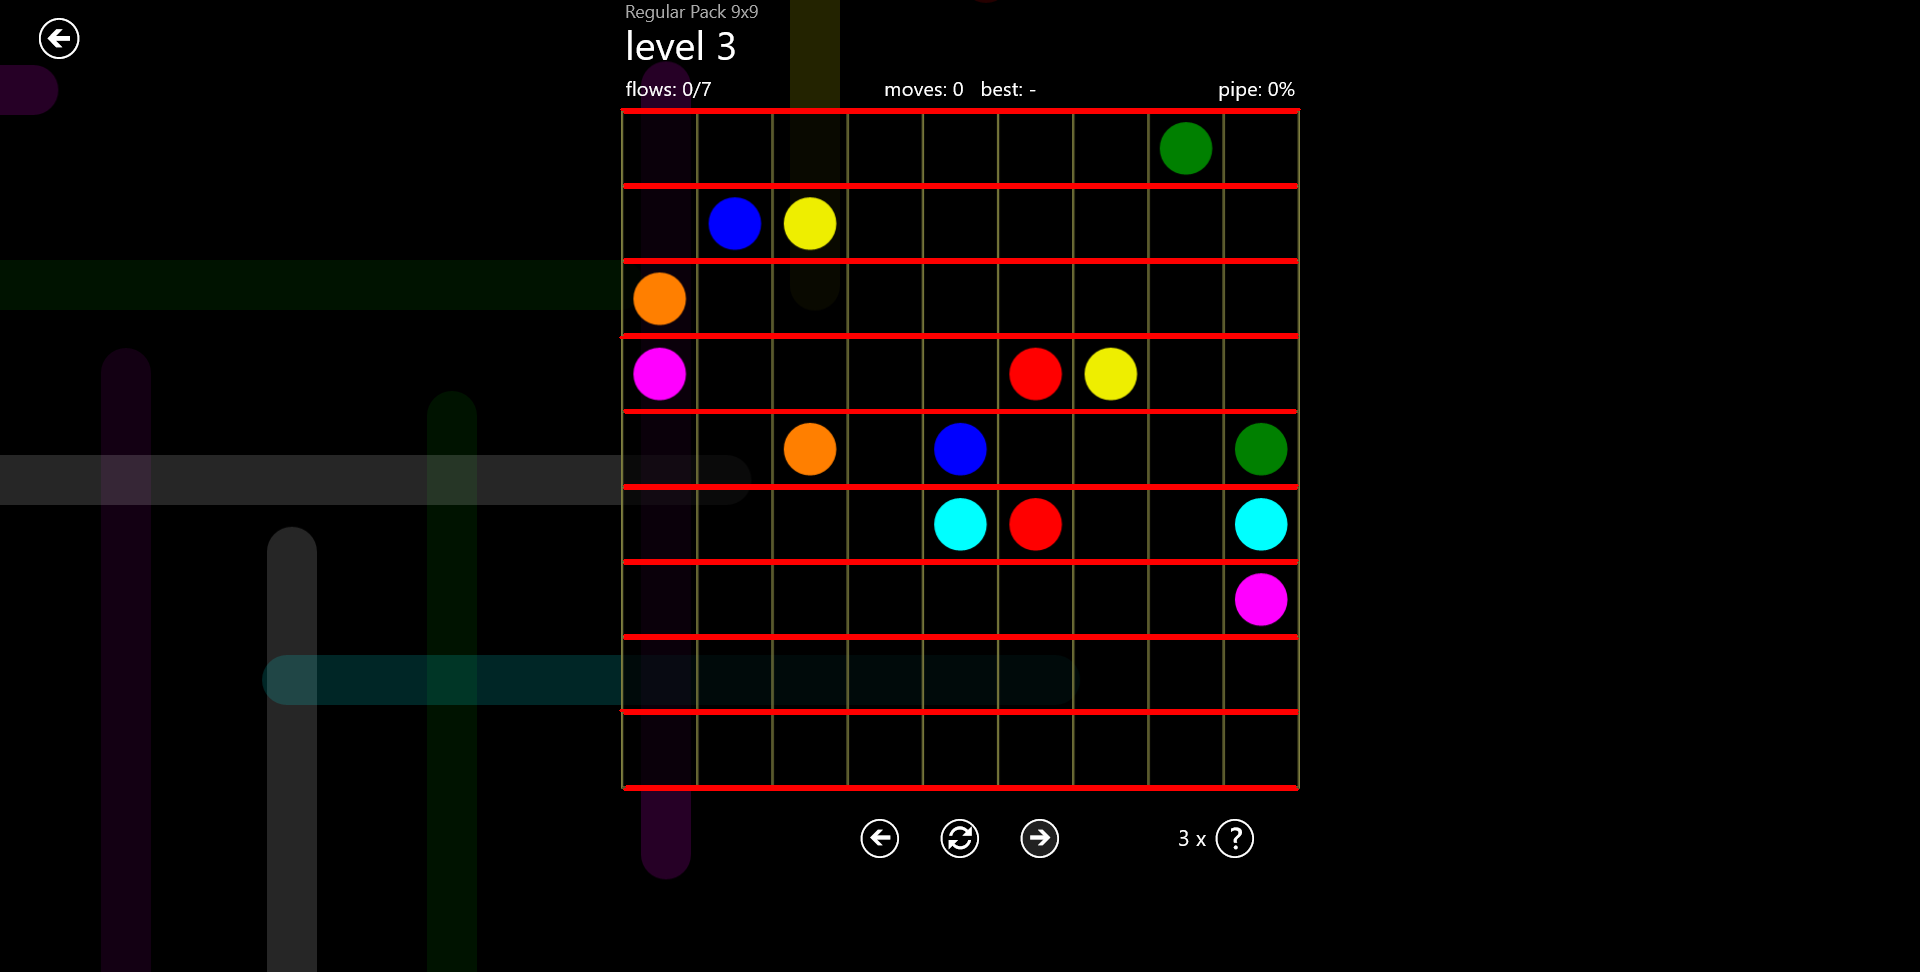 Regular Pack 9x9
level 3
flows: 0/7 moves: 0 best: - pipe: 0%
3 x ?